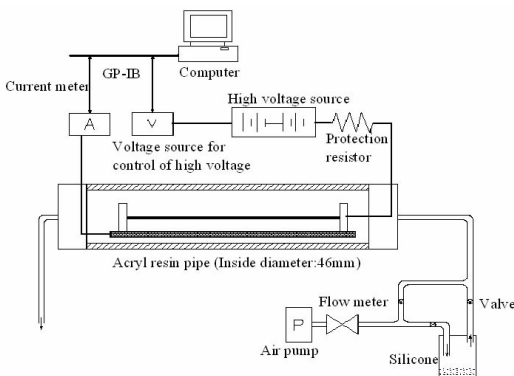 GP-IB
Computer
Current meter
A
V
High voltage source
Voltage source for
control of high voltage
Protection
resistor
Acryl resin pipe (Inside diameter:46mm)
Flow meter
Valve
P
Air pump
Silicone